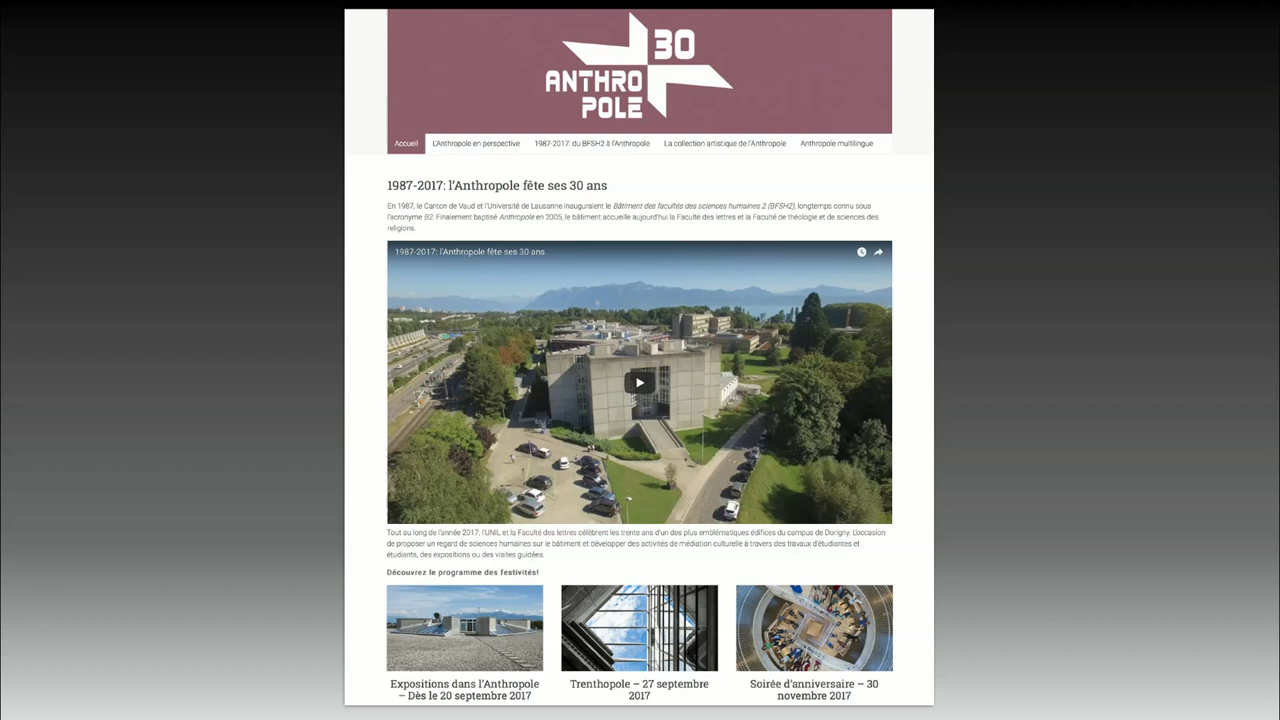 30
ANTHRO
POLE
Accueil L'Anthropole en perspective 1987-2017: du BFSH2 à l'Anthropole La collection artistique de l'Anthropole Anthropole multilingue
1987-2017: l'Anthropole fête ses 30 ans
En 1987, le Canton de Vaud et l'Université de Lausanne inauguraient le Bâtiment des facultés des sciences humaines 2 (BFSH2), longtemps connu sous
l'acronyme B2. Finalement baptisé Anthropole en 2005, le bâtiment accueille aujourd'hui la Faculté des lettres et la Faculté de théologie et de sciences des
religions.
1987-2017: l'Anthropole fête ses 30 ans
Tout au long de l'année 2017, l'UNIL et la Faculté des lettres célèbrent les trente ans d'un des plus emblématiques édifices du campus de Dorigny. L'occasion
de proposer un regard de sciences humaines sur le bâtiment et développer des activités de médiation culturelle à travers des travaux d'étudiantes et
étudiants, des expositions ou des visites guidées.
Découvrez le programme des festivités!
Expositions dans l'Anthropole
– Dès le 20 septembre 2017
Trenthopole – 27 septembre
2017
Soirée d'anniversaire – 30
novembre 2017